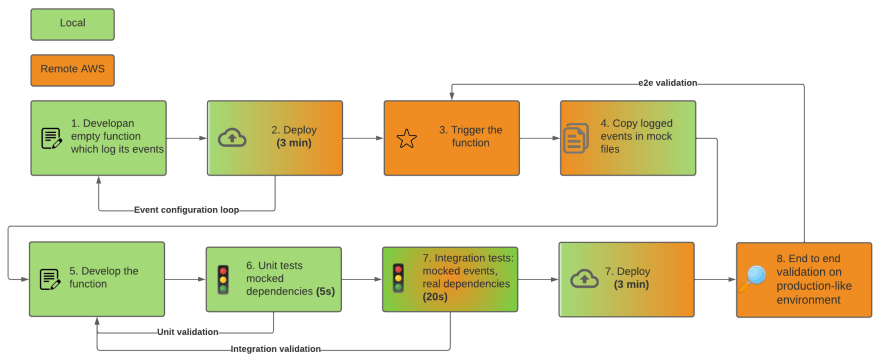 Local
Remote AWS
e2e validation
1. Developan
empty function
which log its events
2. Deploy
(3 min)
3. Trigger the
function
4. Copy logged
events in mock
files
Event configuration loop
5. Develop the
function
6. Unit tests
mocked
dependencies (5s)
7. Integration tests:
mocked events,
real dependencies
(20s)
7. Deploy
(3 min)
8. End to end
validation on
production-like
environment
Unit validation
Integration validation